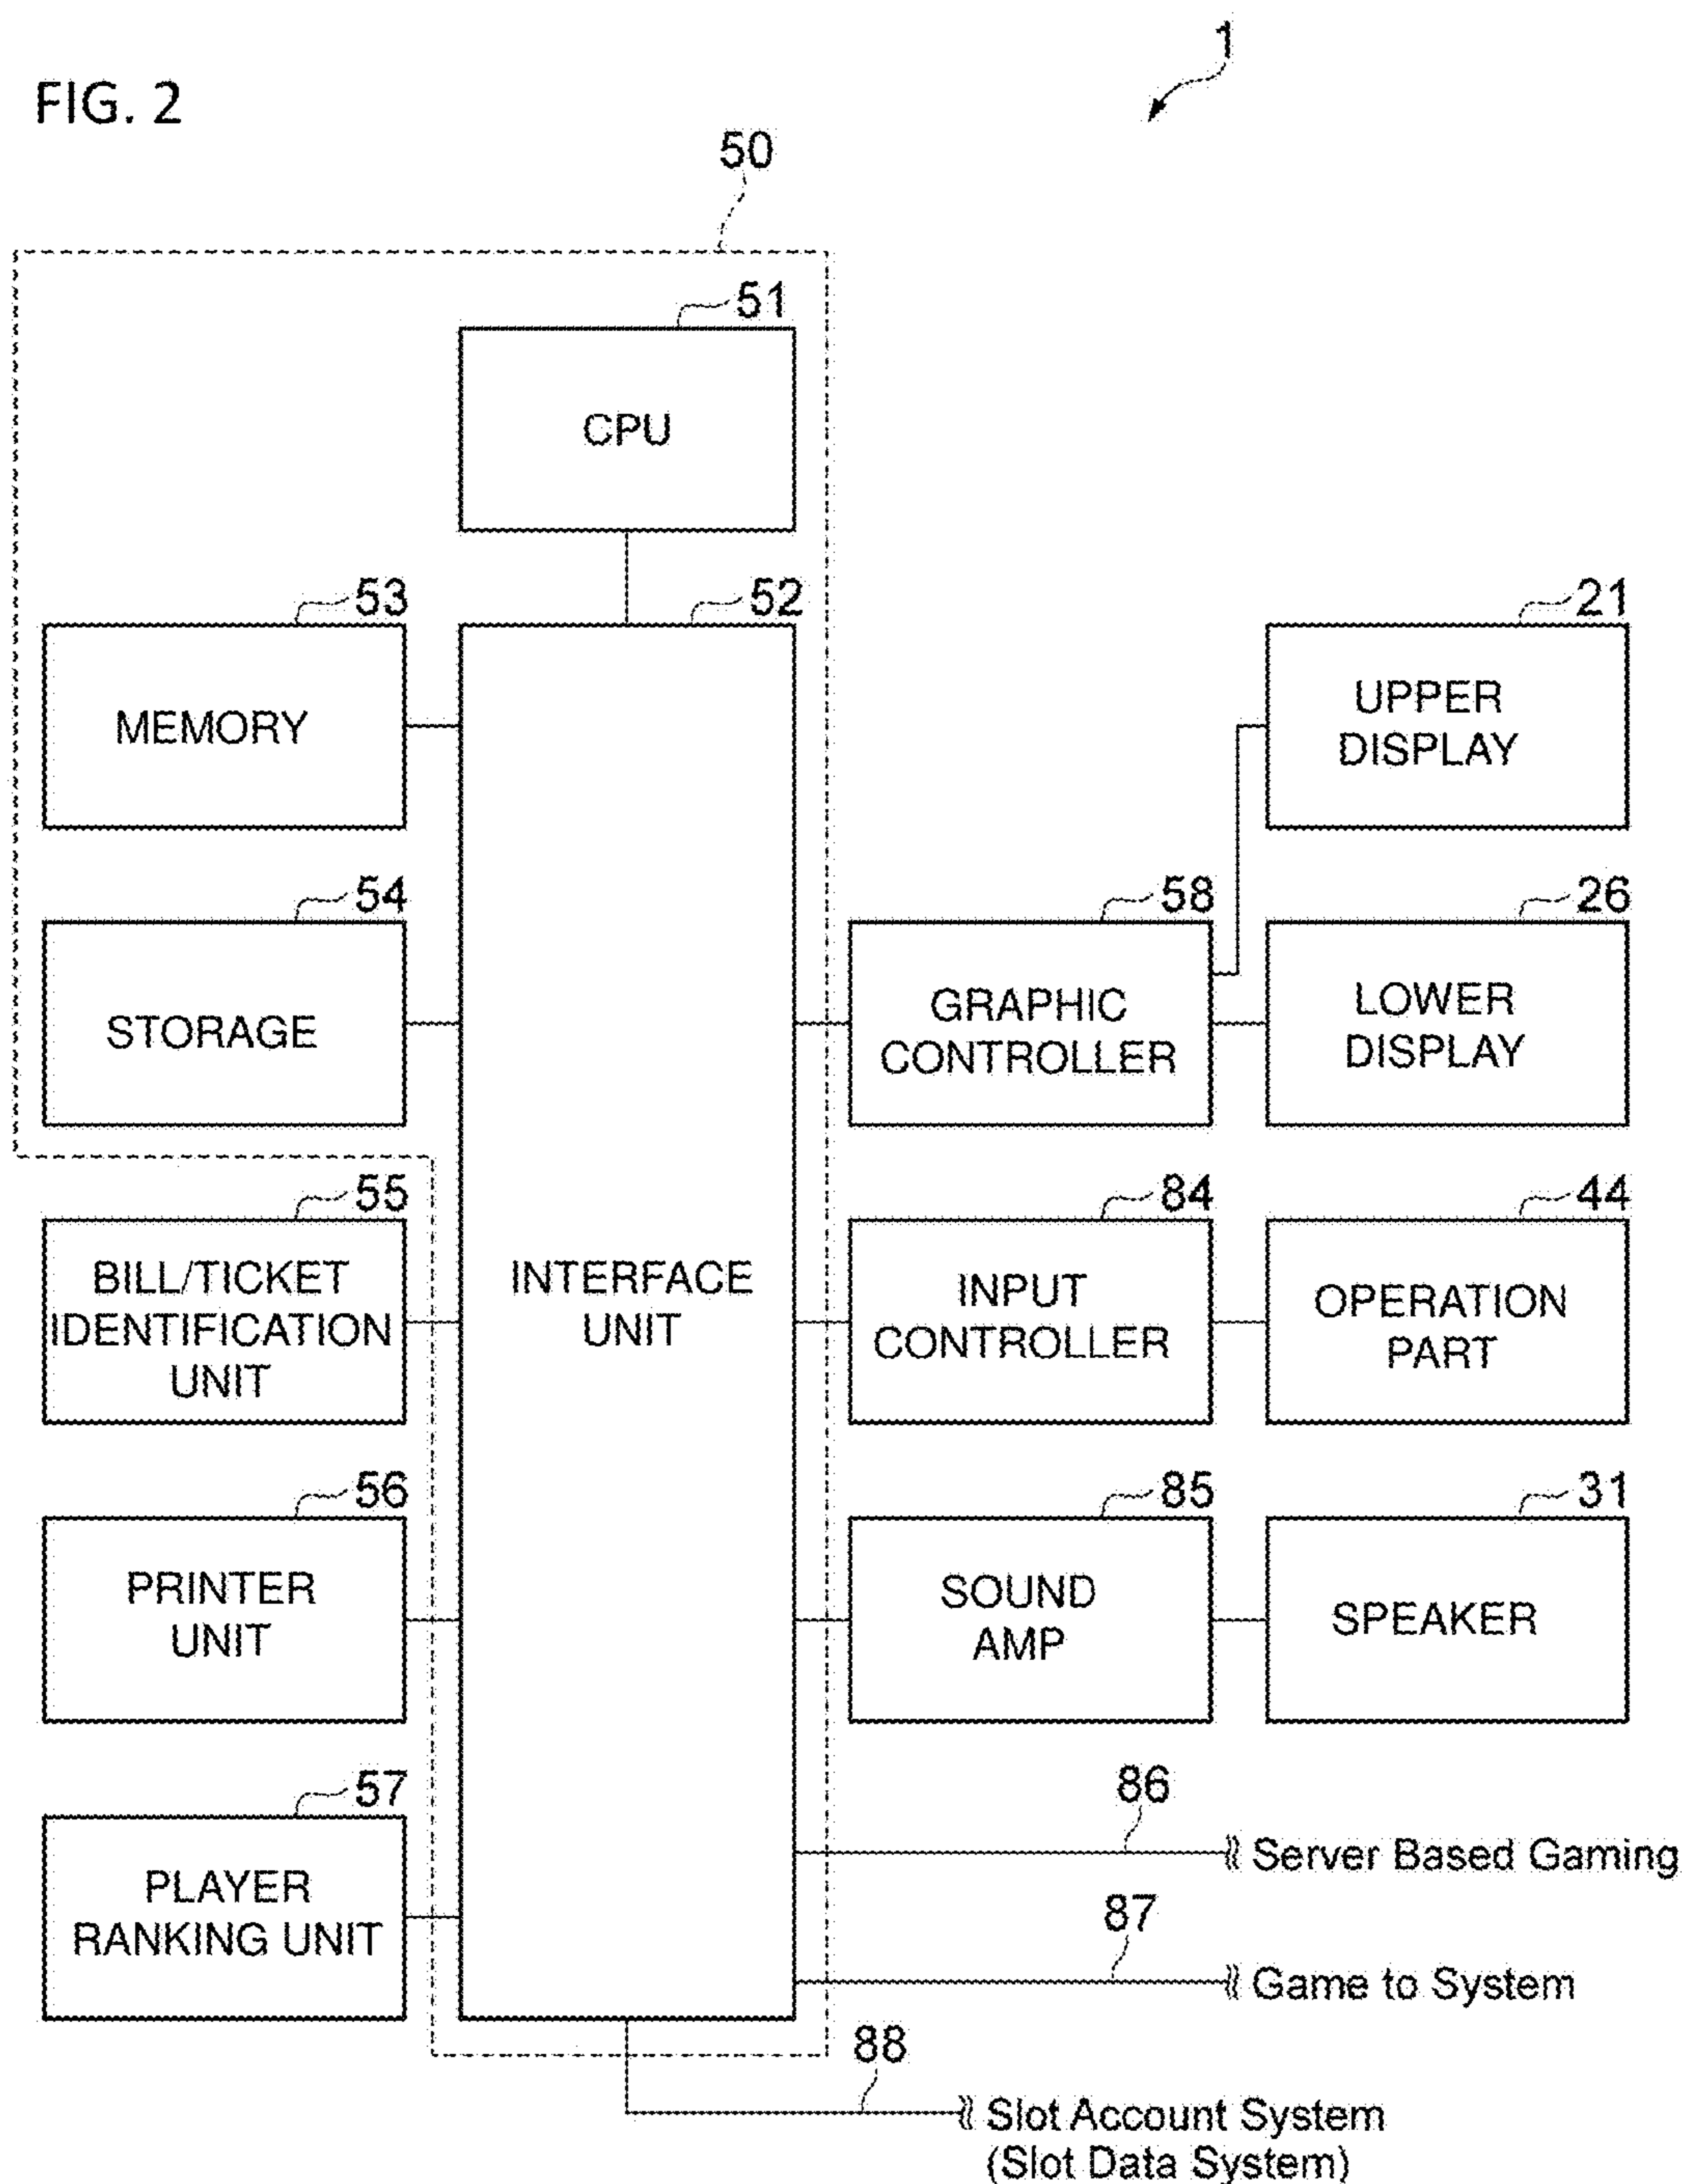 1
FIG. 2
50
51
CPU
53
52
21
MEMORY
UPPER
DISPLAY
54
58
26
STORAGE
GRAPHIC
CONTROLLER
LOWER
DISPLAY
55
84
44
BILL/TICKET
IDENTIFICATION
UNIT
INTERFACE
UNIT
INPUT
CONTROLLER
OPERATION
PART
56
85
31
PRINTER
UNIT
SOUND
AMP
SPEAKER
57
86
PLAYER
RANKING UNIT
Server Based Gaming
87
Game to System
88
Slot Account System
(Slot Data System)